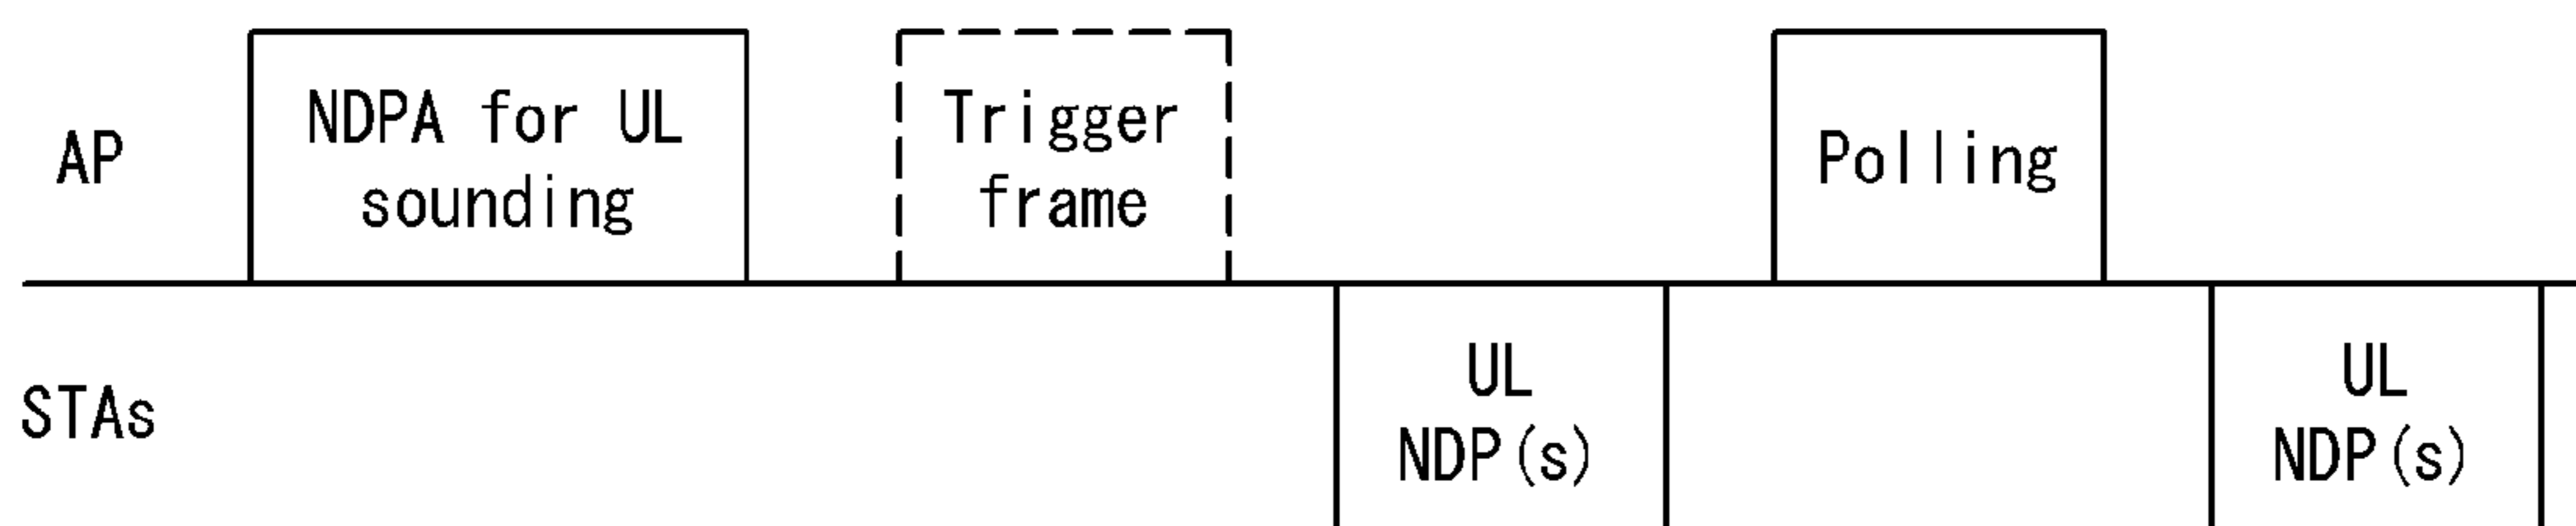 AP
NDPA for UL
sounding
Trigger
frame
Polling
STAs
UL
NDP(s)
UL
NDP(s)